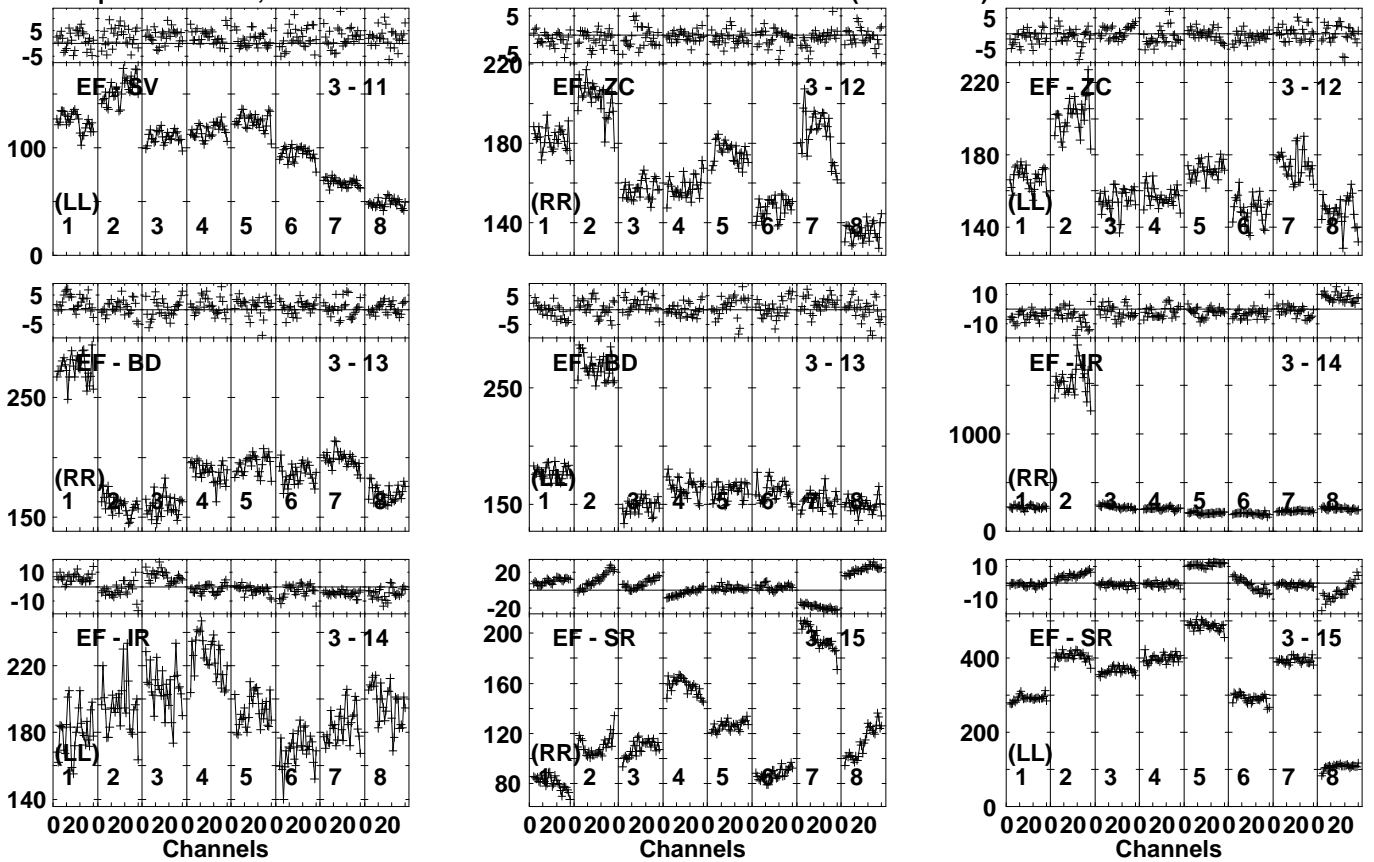 5
-5
EF - SV 3 - 11
100
(LL)
1 2 3 4 5 6 7 8
0
5
-5
220
EF - ZC 3 - 12
180
(RR)
140
1 2 3 4 5 6 7 8
5
-5
EF - ZC 3 - 12
220
180
(LL)
140
1 2 3 4 5 6 7 8
5
-5
EF - BD 3 - 13
250
(RR)
1 2 3 4 5 6 7 8
150
5
-5
EF - BD 3 - 13
250
(LL)
1 2 3 4 5 6 7 8
150
10
-10
EF - IR 3 - 14
1000
(RR)
1 2 3 4 5 6 7 8
0
10
-10
EF - IR 3 - 14
220
180
(LL)
1 2 3 4 5 6 7 8
140
0 20 0 20 0 20 0 20 0 20 0 20 0 20 0 20
Channels
20
-20
EF - SR 3 - 15
200
160
120
(RR)
80
1 2 3 4 5 6 7 8
0 20 0 20 0 20 0 20 0 20 0 20 0 20 0 20
Channels
10
-10
EF - SR 3 - 15
400
200
(LL)
1 2 3 4 5 6 7 8
0
0 20 0 20 0 20 0 20 0 20 0 20 0 20 0 20
Channels